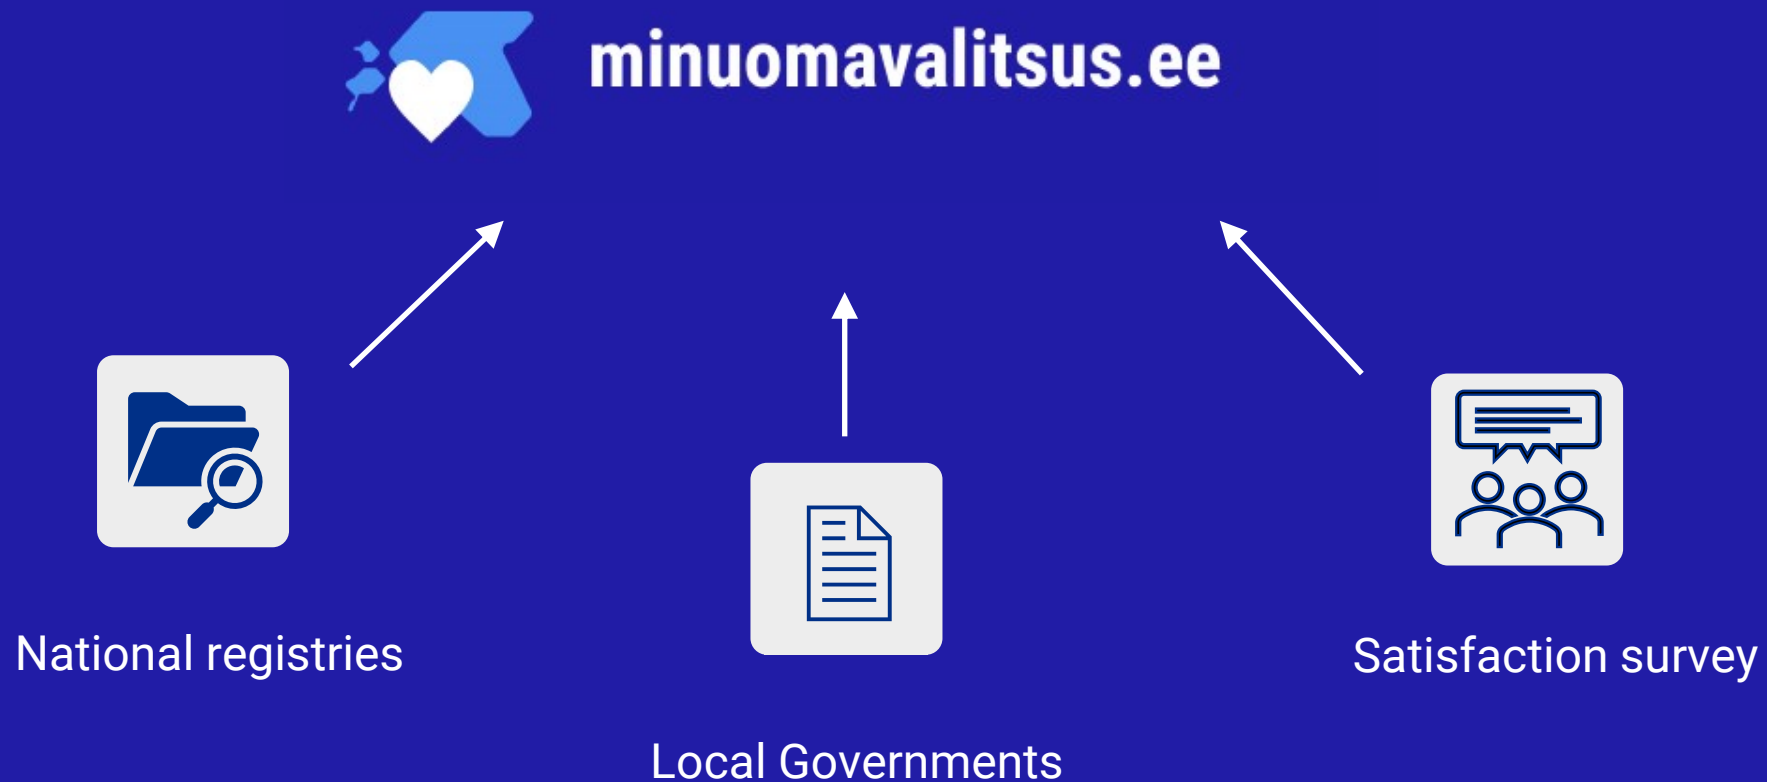 minuomavalitsus.ee
National registries
Satisfaction survey
Local Governments